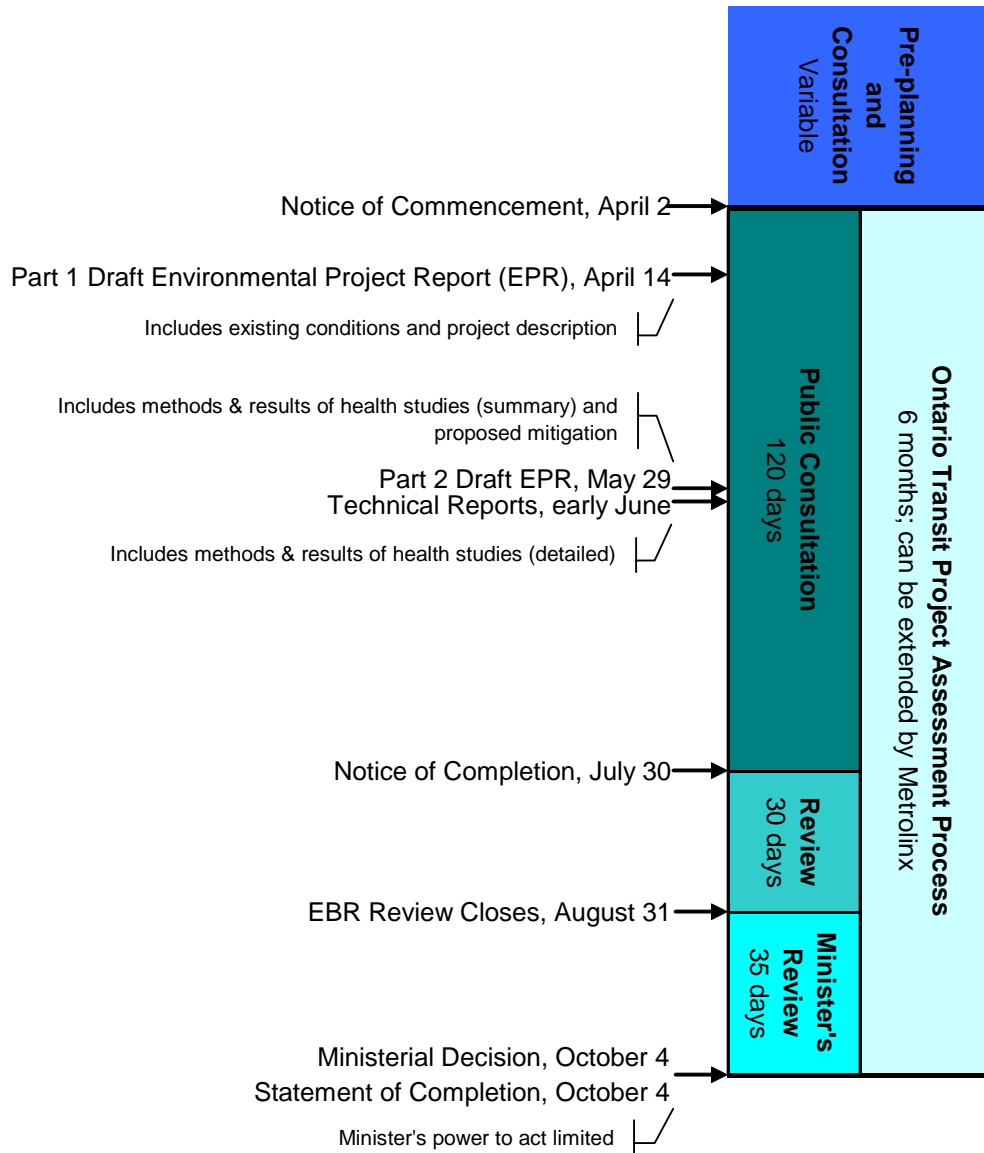 Pre-planning
and
Consultation
Variable
Notice of Commencement, April 2
Part 1 Draft Environmental Project Report (EPR), April 14
Includes existing conditions and project description
Includes methods & results of health studies (summary) and
proposed mitigation
Part 2 Draft EPR, May 29
Technical Reports, early June
Includes methods & results of health studies (detailed)
Notice of Completion, July 30
EBR Review Closes, August 31
Ministerial Decision, October 4
Statement of Completion, October 4
Minister's power to act limited
Public Consultation
120 days
Review
30 days
Minister's
Review
35 days
Ontario Transit Project Assessment Process
6 months; can be extended by Metrolinx